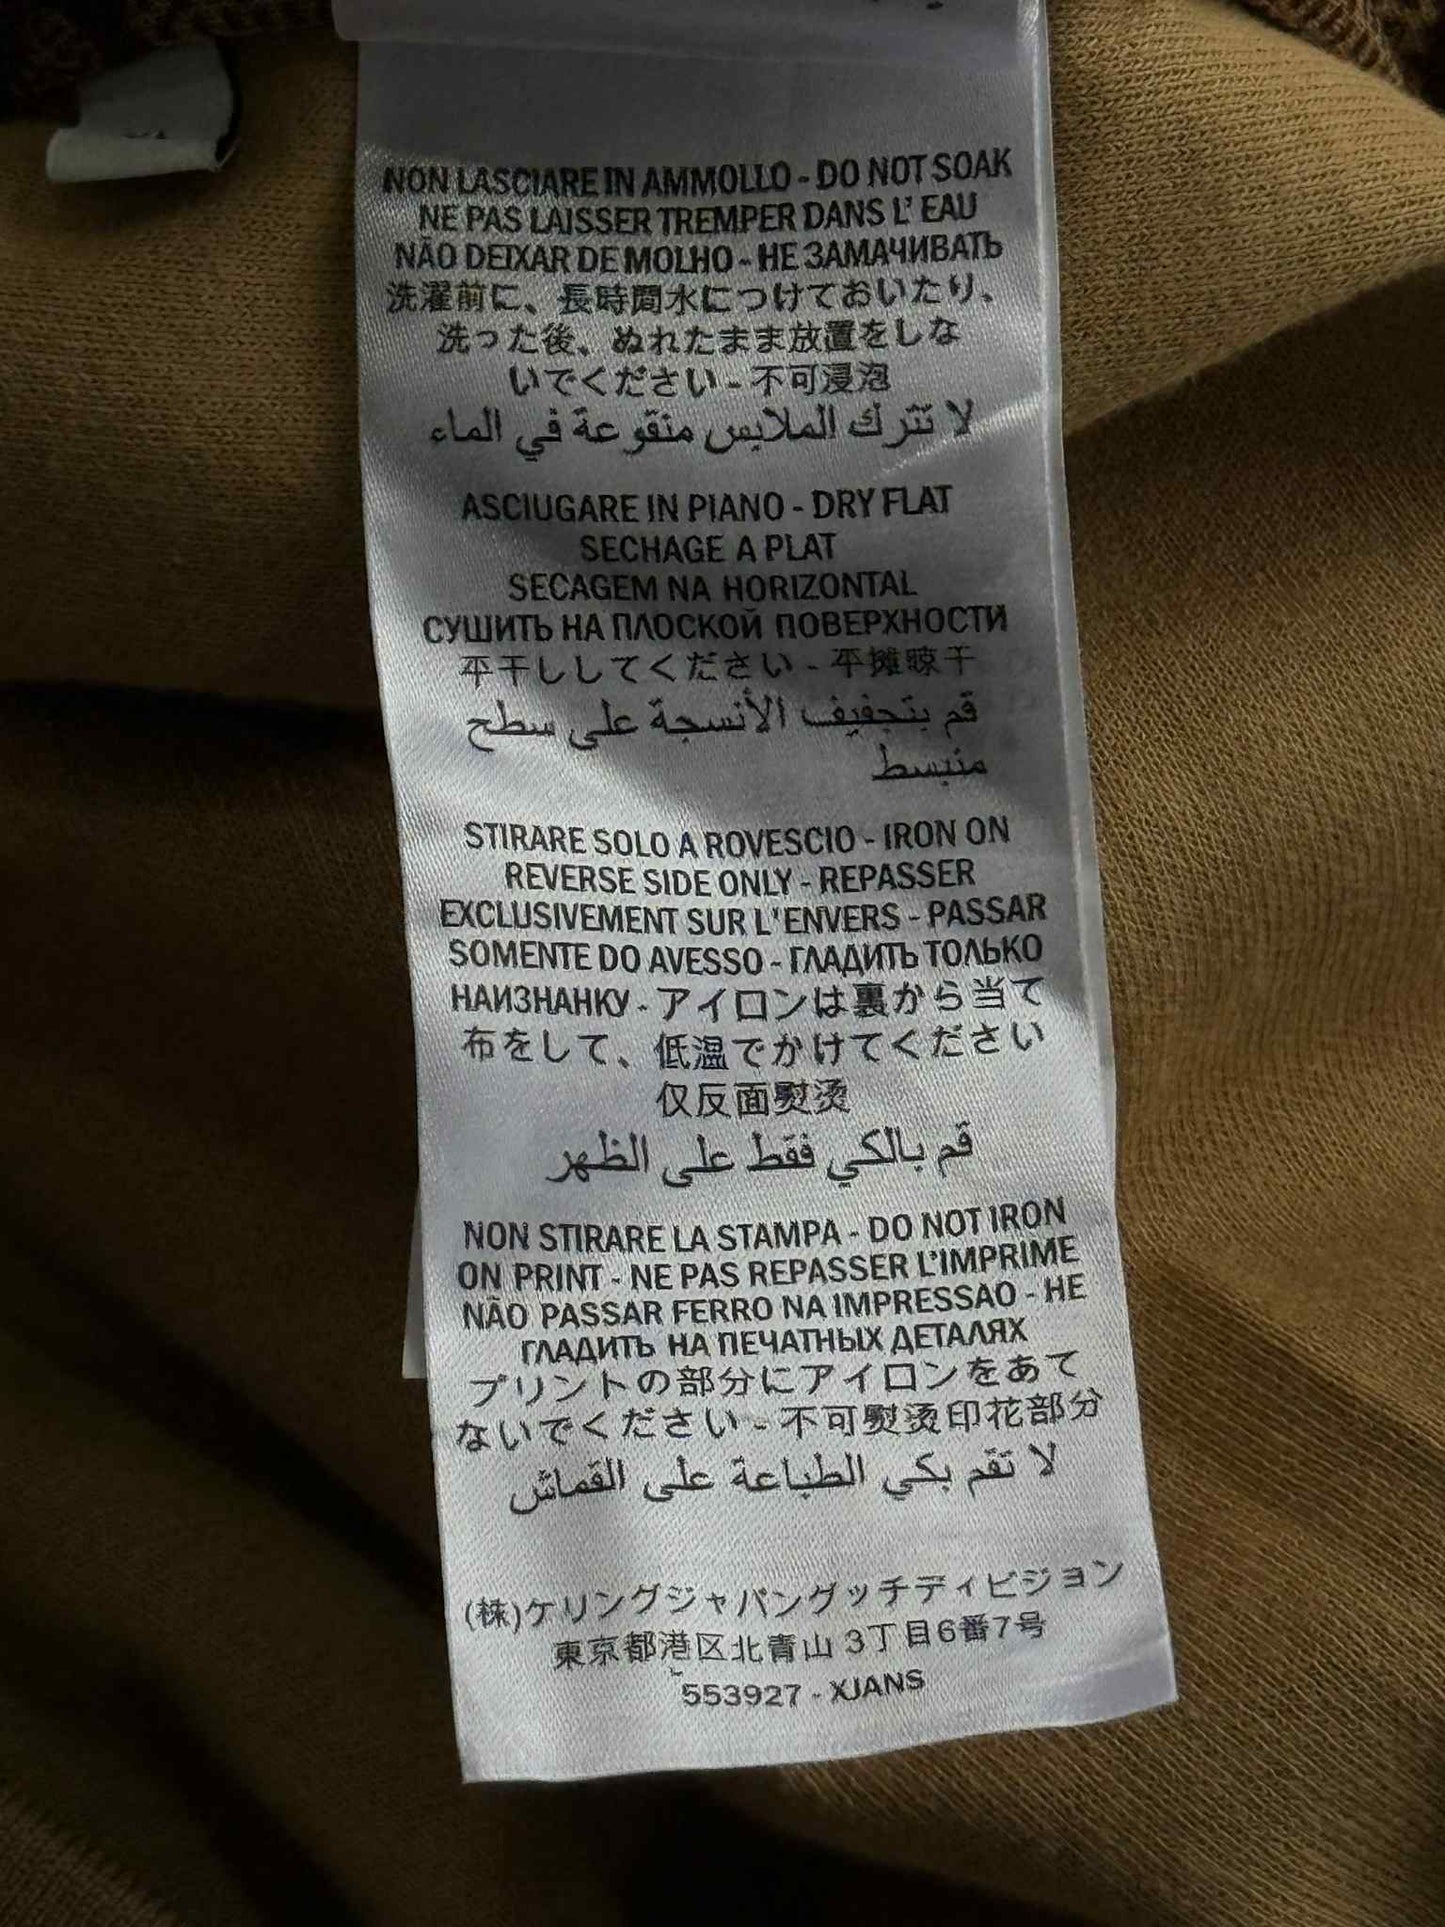 NON LASCIARE IN AMMOLLO - DO NOT SOAK
NE PAS LAISSER TREMPER DANS L' EAU
NÃO DEIXAR DE MOLHO - НЕ ЗАМАЧИВАТЬ
洗濯前に、長時間水につけておいたり、
洗った後、ぬれたまま放置をしな
いでください - 不可浸泡
لا تترك الملابس منقوعة في الماء
ASCIUGARE IN PIANO - DRY FLAT
SECHAGE A PLAT
SECAGEM NA HORIZONTAL
СУШИТЬ НА ПЛОСКОЙ ПОВЕРХНОСТИ
平干ししてください - 平摊晾干
قم بتجفيف الأنسجة على سطح
منبسط
STIRARE SOLO A ROVESCIO - IRON ON
REVERSE SIDE ONLY - REPASSER
EXCLUSIVEMENT SUR L'ENVERS - PASSAR
SOMENTE DO AVESSO - ГЛАДИТЬ ТОЛЬКО
НАИЗНАНКУ - アイロンは裏から当て
布をして、低温でかけてください
仅反面熨烫
قم بالكي فقط على الظهر
NON STIRARE LA STAMPA - DO NOT IRON
ON PRINT - NE PAS REPASSER L'IMPRIME
NÃO PASSAR FERRO NA IMPRESSAO - НЕ
ГЛАДИТЬ НА ПЕЧАТНЫХ ДЕТАЛЯХ
プリントの部分にアイロンをあて
ないでください - 不可熨烫印花部分
لا تقم بكي الطباعة على القماش
(株)ケリングジャパングッチディビジョン
東京都港区北青山 3丁目6番7号
553927 - XJANS